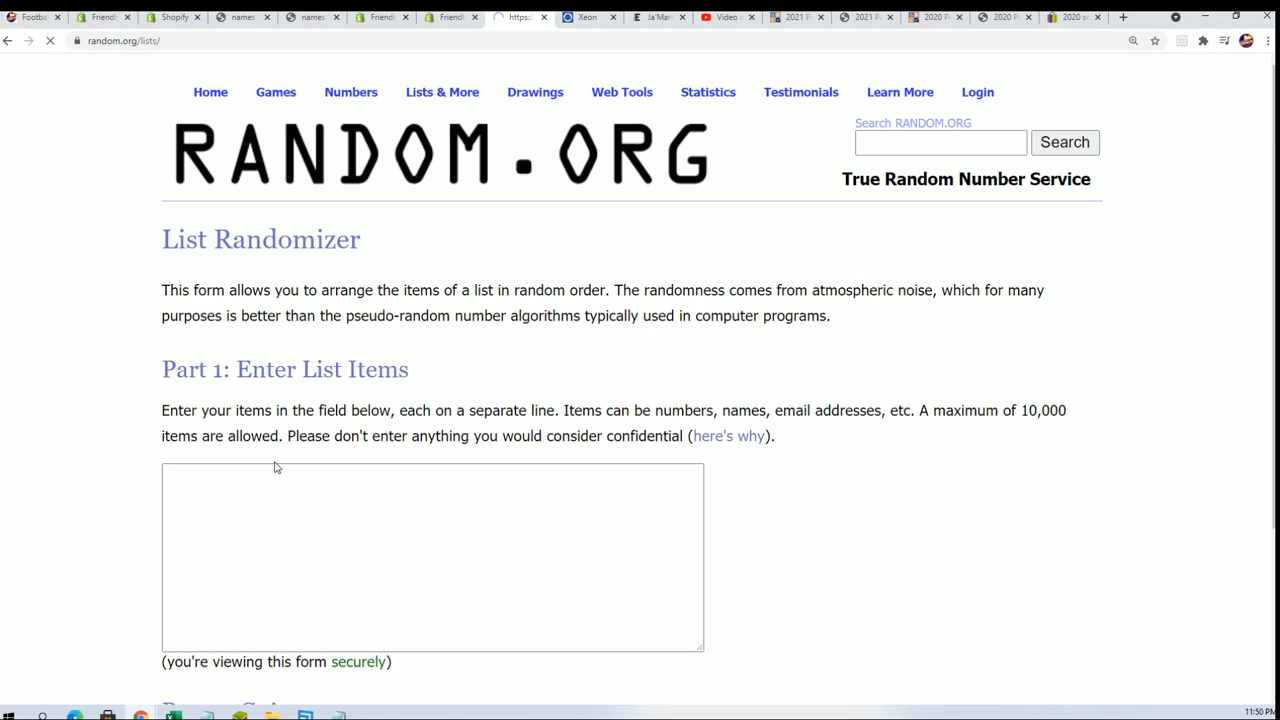 Footbal Friendly Shopify names names Friendl Friendl https: Xeon Ja'Mar Video 2021 P 2021 P 2020 P 2020 P 2020 s
random.org/lists/
Home Games Numbers Lists & More Drawings Web Tools Statistics Testimonials Learn More Login
Search RANDOM.ORG
RANDOM.ORG
Search
True Random Number Service
List Randomizer
This form allows you to arrange the items of a list in random order. The randomness comes from atmospheric noise, which for many
purposes is better than the pseudo-random number algorithms typically used in computer programs.
Part 1: Enter List Items
Enter your items in the field below, each on a separate line. Items can be numbers, names, email addresses, etc. A maximum of 10,000
items are allowed. Please don't enter anything you would consider confidential (here's why).
(you're viewing this form securely)
11:50 PM